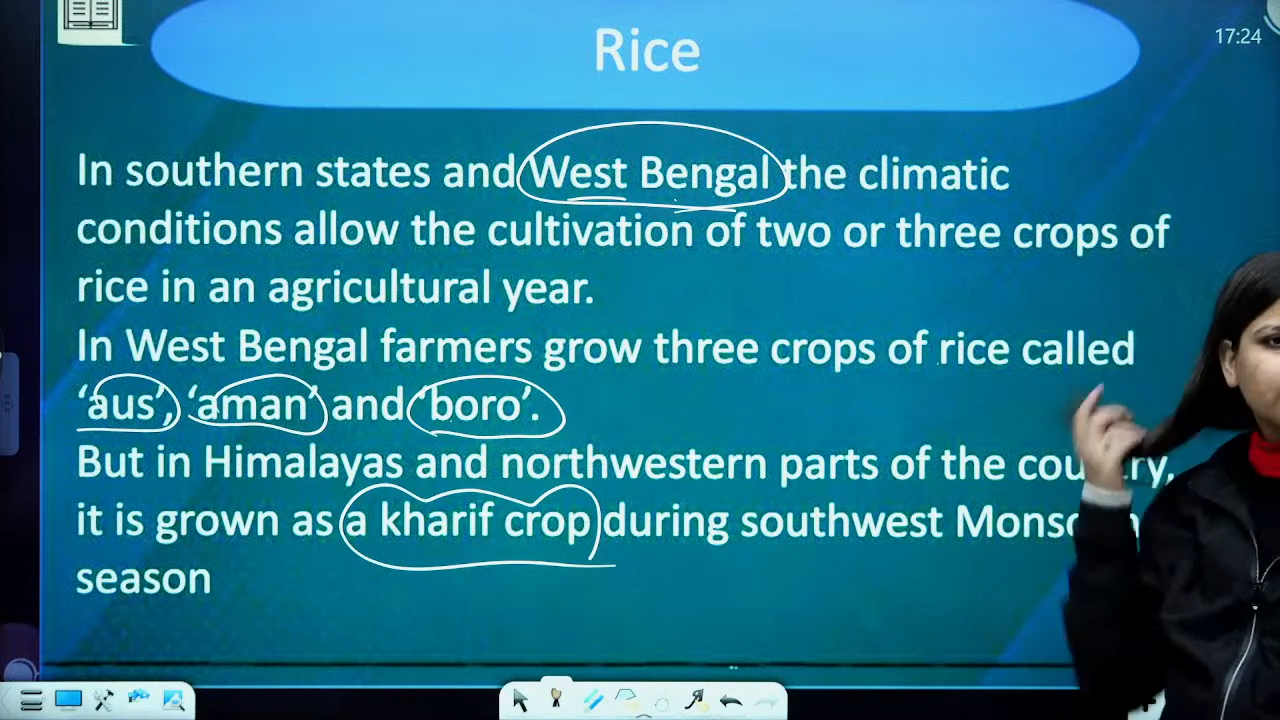 Rice
17:24
In southern states and West Bengal the climatic
conditions allow the cultivation of two or three crops of
rice in an agricultural year.
In West Bengal farmers grow three crops of rice called
‘aus’, ‘aman’ and ‘boro’.
But in Himalayas and northwestern parts of the
it is grown as a kharif crop during southwest
season